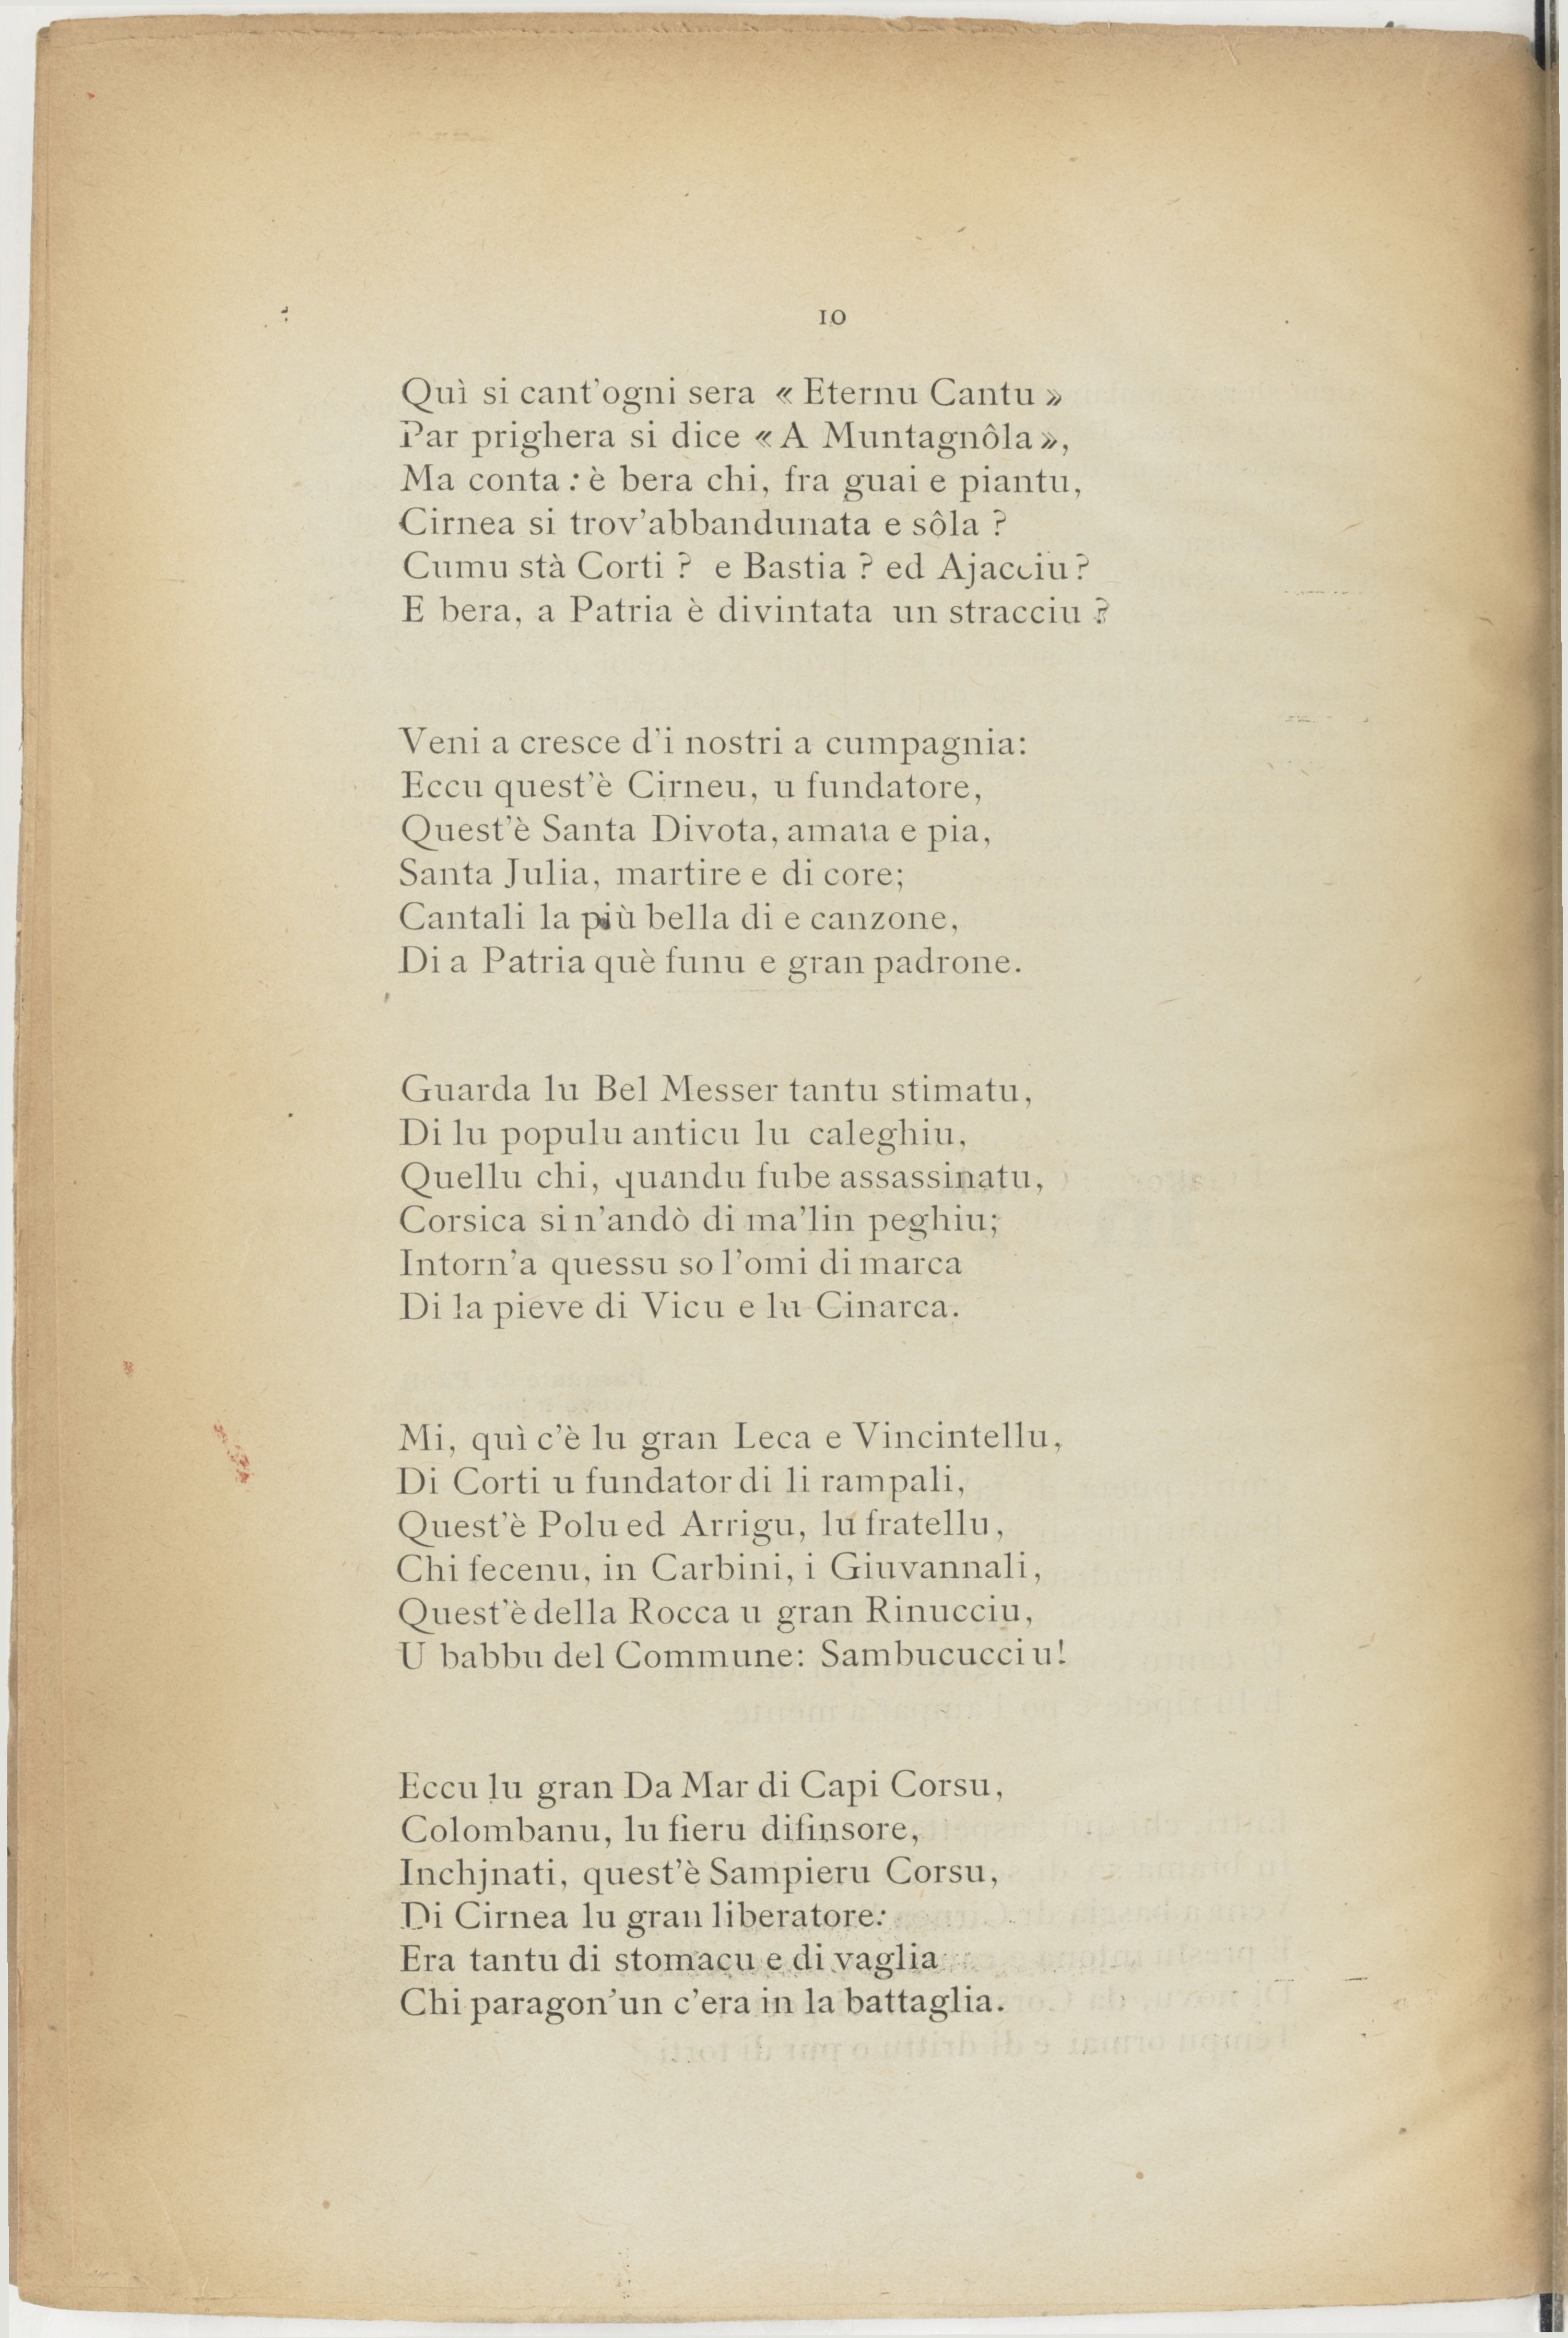 10
Quì si cant'ogni sera « Eternu Cantu »
Par prighera si dice « A Muntagnôla »,
Ma conta : è bera chi, fra guai e piantu,
Cirnea si trov'abbandunata e sôla ?
Cumu stà Corti ? e Bastia ? ed Ajacciu ?
E bera, a Patria è divintata un stracciu ?
Veni a cresce d'i nostri a cumpagnia:
Eccu quest'è Cirneu, u fundatore,
Quest'è Santa Divota, amata e pia,
Santa Julia, martire e di core;
Cantali la più bella di e canzone,
Di a Patria què funu e gran padrone.
Guarda lu Bel Messer tantu stimatu,
Di lu populu anticu lu caleghiu,
Quellu chi, quandu fube assassinatu,
Corsica si n'andò di ma'lin peghiu;
Intorn'a quessu so l'omi di marca
Di la pieve di Vicu e lu Cinarca.
Mi, quì c'è lu gran Leca e Vincintellu,
Di Corti u fundator di li rampali,
Quest'è Polu ed Arrigu, lu fratellu,
Chi fecenu, in Carbini, i Giuvannali,
Quest'è della Rocca u gran Rinucciu,
U babbu del Commune: Sambucucciu!
Eccu lu gran Da Mar di Capi Corsu,
Colombanu, lu fieru difinsore,
Inchjnati, quest'è Sampieru Corsu,
Di Cirnea lu gran liberatore:
Era tantu di stomacu e di vaglia
Chi paragon'un c'era in la battaglia.